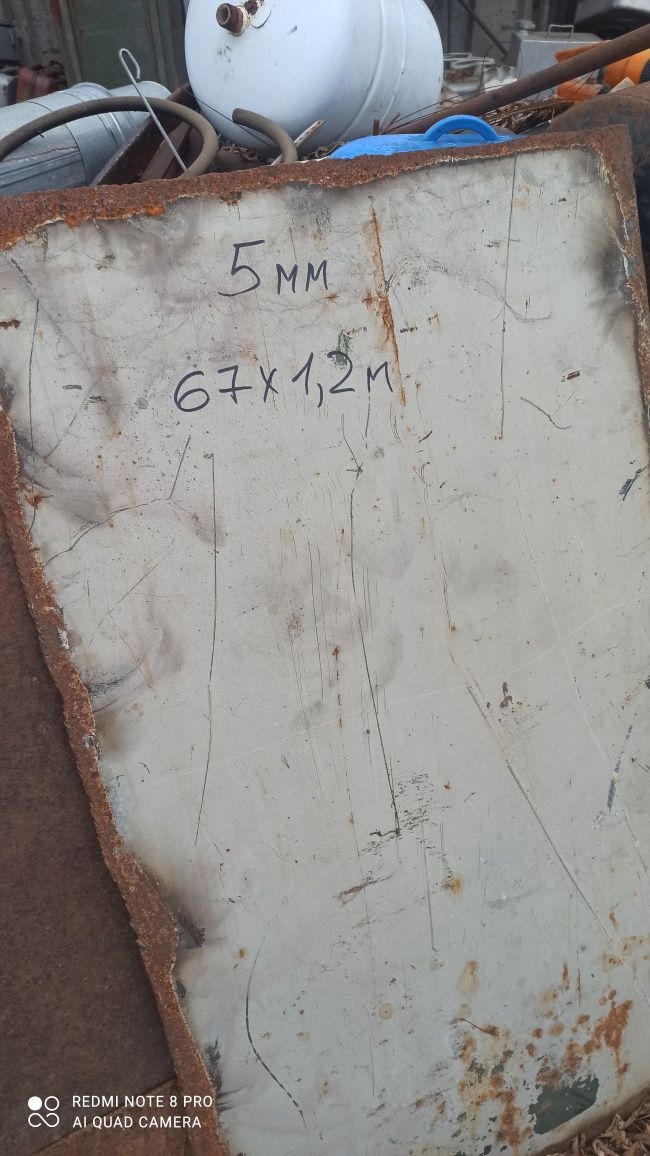 5мм
67х1,2м
REDMI NOTE 8 PRO
AI QUAD CAMERA